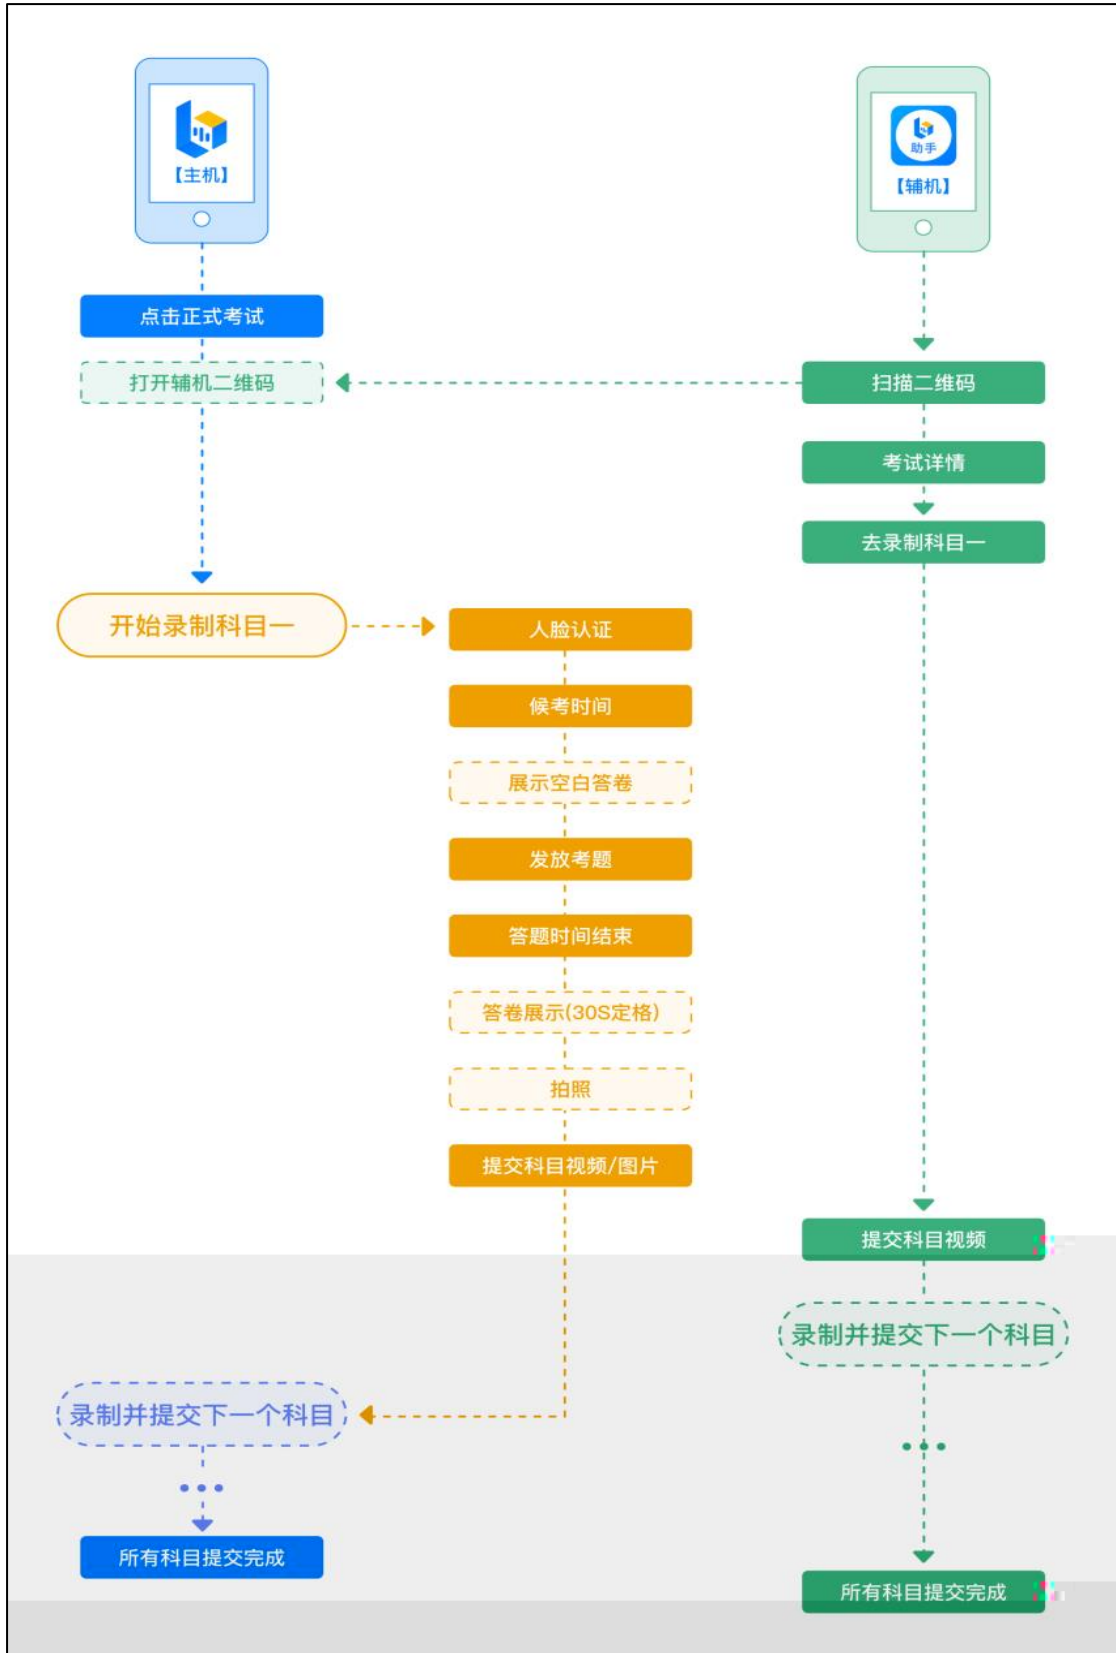 【主机】
助手
【辅机】
点击正式考试
打开辅机二维码
扫描二维码
考试详情
去录制科目一
开始录制科目一
人脸认证
候考时间
展示空白答卷
发放考题
答题时间结束
答卷展示(30S定格)
拍照
提交科目视频/图片
提交科目视频
录制并提交下一个科目
录制并提交下一个科目
所有科目提交完成
所有科目提交完成